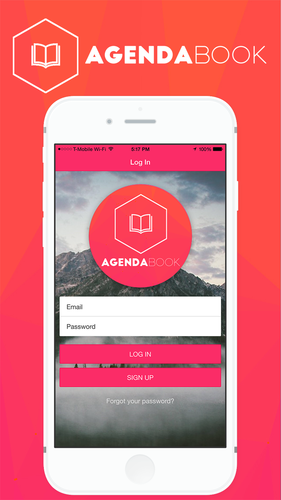 AGENDABOOK
T-Mobile Wi-Fi 5:17 PM 100%
Log In
AGENDABOOK
Email
Password
LOG IN
SIGN UP
Forgot your password?